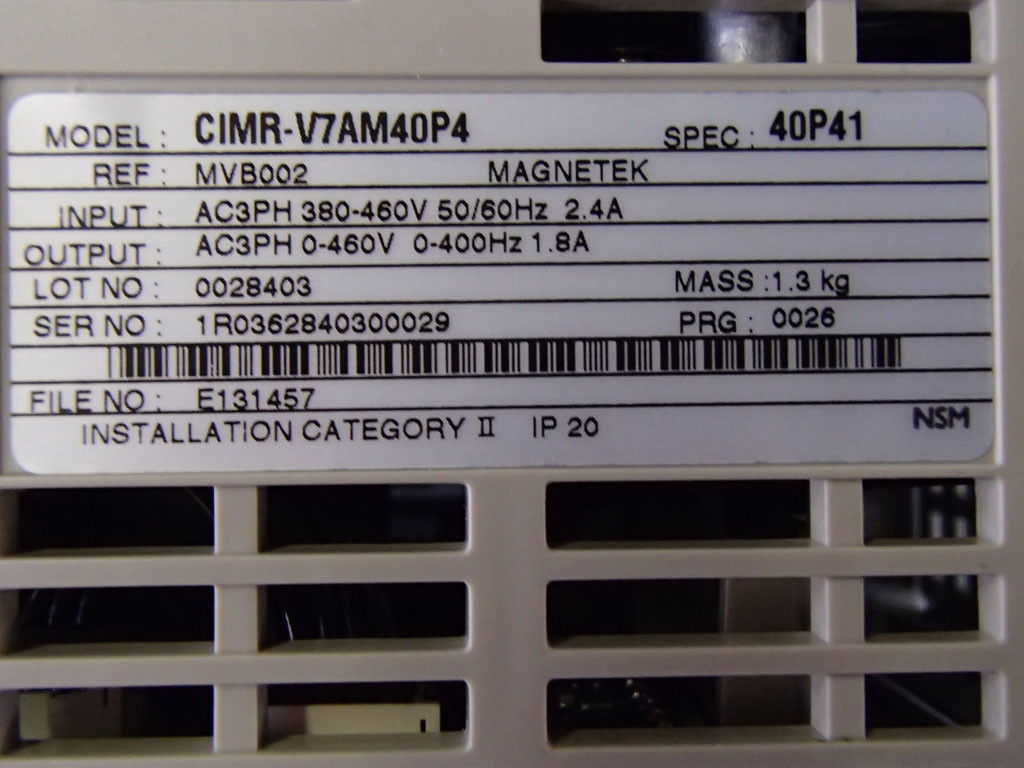 MODEL : CIMR-V7AM40P4 SPEC : 40P41
REF : MVB002 MAGNETEK
INPUT : AC3PH 380-460V 50/60Hz 2.4A
OUTPUT : AC3PH 0-460V 0-400Hz 1.8A
LOT NO : 0028403 MASS :1.3 kg
SER NO : 1R0362840300029 PRG : 0026
FILE NO : E131457
INSTALLATION CATEGORY II IP 20 NSM